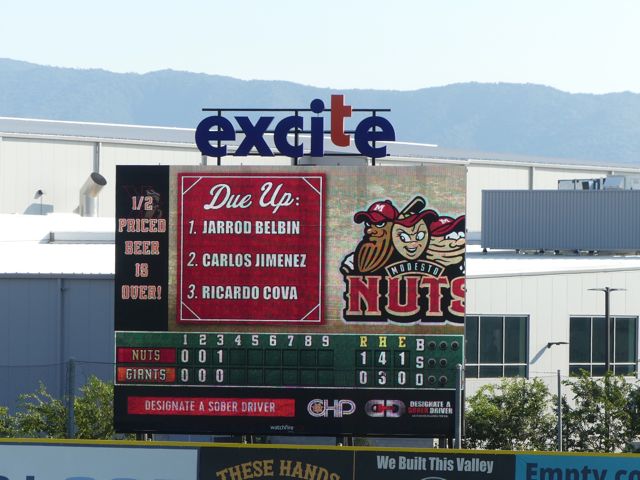 excite
1/2
PRICED
BEER
IS
OVER!
Due Up:
1. JARROD BELBIN
2. CARLOS JIMENEZ
3. RICARDO COVA
M
M
MODESTO
NUTS
1 2 3 4 5 6 7 8 9 R H E B
NUTS 0 0 1 1 4 1 S
GIANTS 0 0 0 0 3 0 O
DESIGNATE A SOBER DRIVER
CHP
DESIGNATE A
SOBER DRIVER
watchfire
THESE HANDS
We Built This Valley
Empty.co